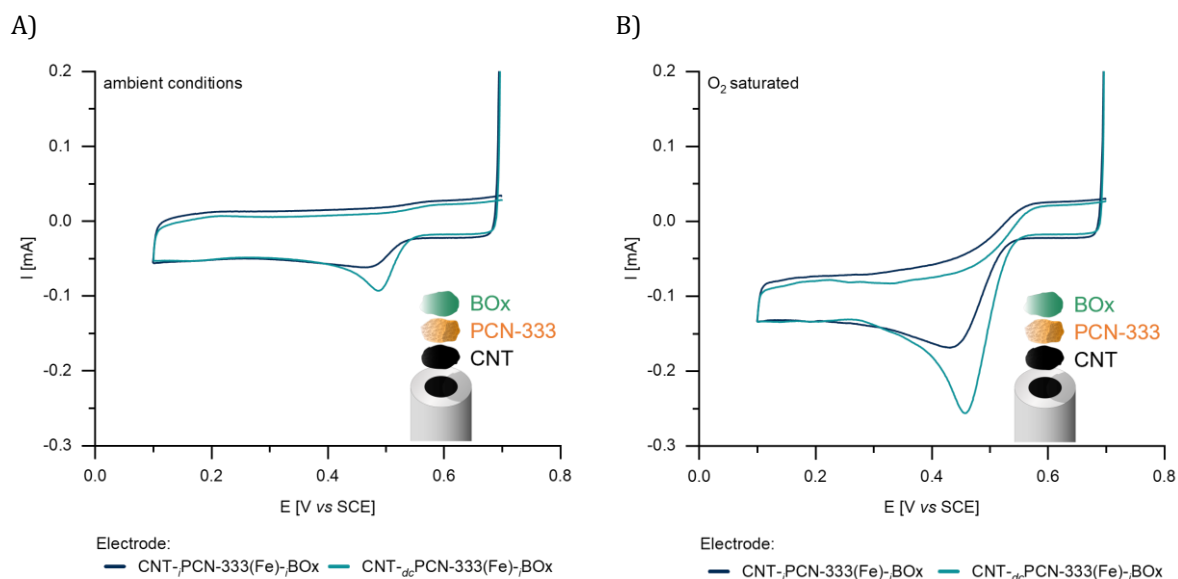 A)
B)
0.2
0.1
0.0
-0.1
-0.2
-0.3
I [mA]
ambient conditions
BOx
PCN-333
CNT
0.0 0.2 0.4 0.6 0.8
E [V vs SCE]
Electrode:
CNT-iPCN-333(Fe)-iBOx CNT-dcPCN-333(Fe)-iBOx
0.2
0.1
0.0
-0.1
-0.2
-0.3
I [mA]
O2 saturated
BOx
PCN-333
CNT
0.0 0.2 0.4 0.6 0.8
E [V vs SCE]
Electrode:
CNT-iPCN-333(Fe)-iBOx CNT-dcPCN-333(Fe)-iBOx